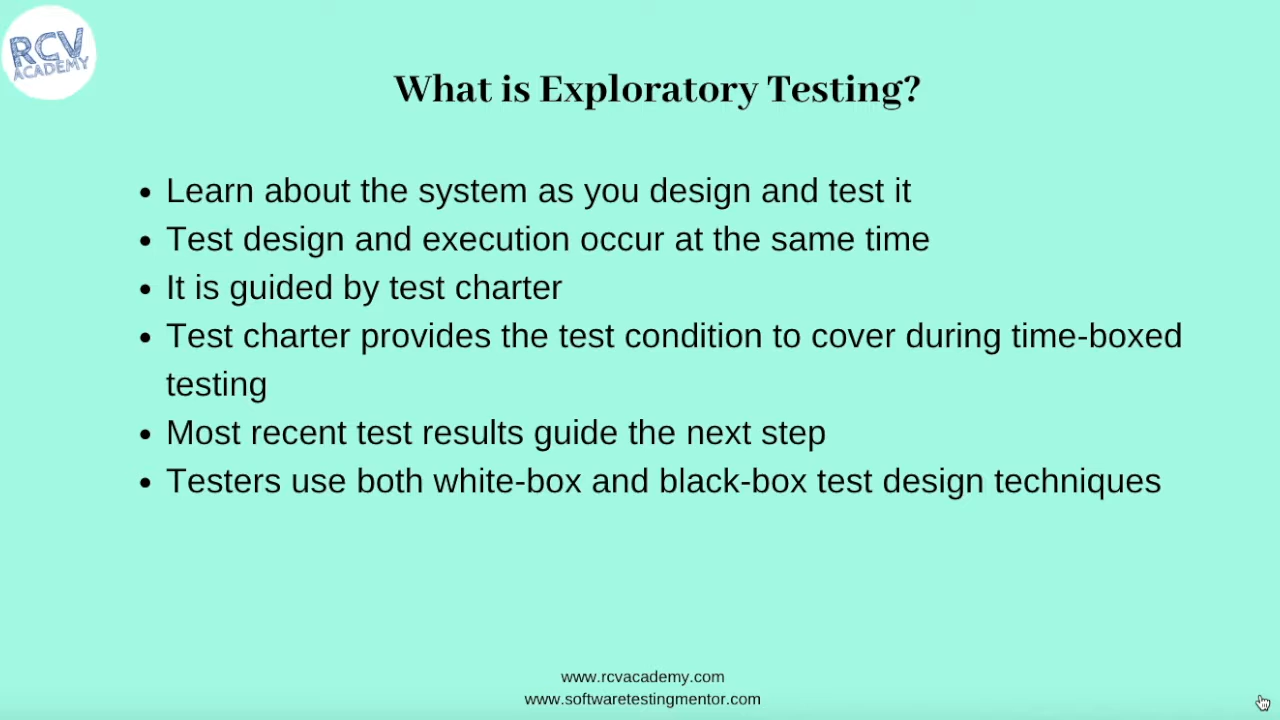 RCV
ACADEMY
What is Exploratory Testing?
• Learn about the system as you design and test it
• Test design and execution occur at the same time
• It is guided by test charter
• Test charter provides the test condition to cover during time-boxed
testing
• Most recent test results guide the next step
• Testers use both white-box and black-box test design techniques
www.rcvacademy.com
www.softwaretestingmentor.com